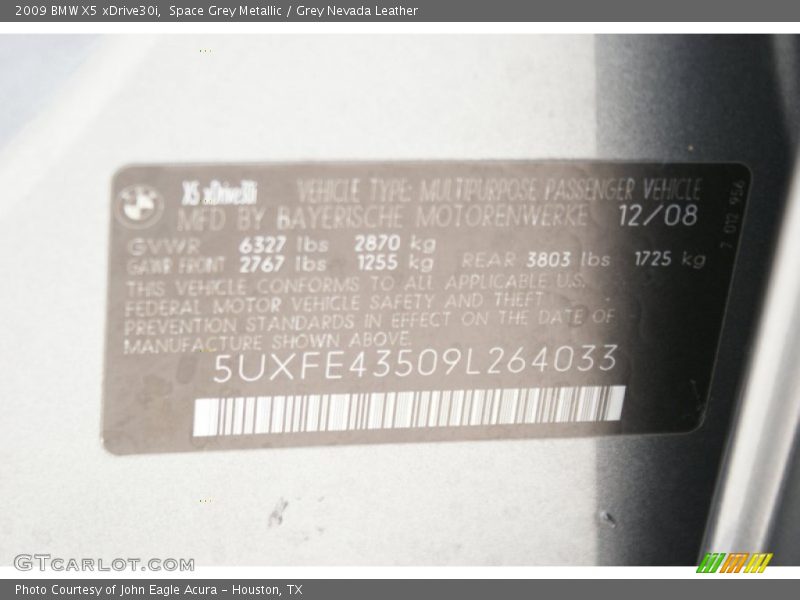 2009 BMW X5 xDrive30i, Space Grey Metallic / Grey Nevada Leather
X5 xDrive30i VEHICLE TYPE: MULTIPURPOSE PASSENGER VEHICLE
MFD BY BAYERISCHE MOTORENWERKE 12/08
GVWR 6327 lbs 2870 kg
GAWR FRONT 2767 lbs 1255 kg REAR 3803 lbs 1725 kg
THIS VEHICLE CONFORMS TO ALL APPLICABLE U.S.
FEDERAL MOTOR VEHICLE SAFETY AND THEFT
PREVENTION STANDARDS IN EFFECT ON THE DATE OF
MANUFACTURE SHOWN ABOVE.
5UXFE43509L264033
7 012 956
GTCarLot.com
Photo Courtesy of John Eagle Acura - Houston, TX